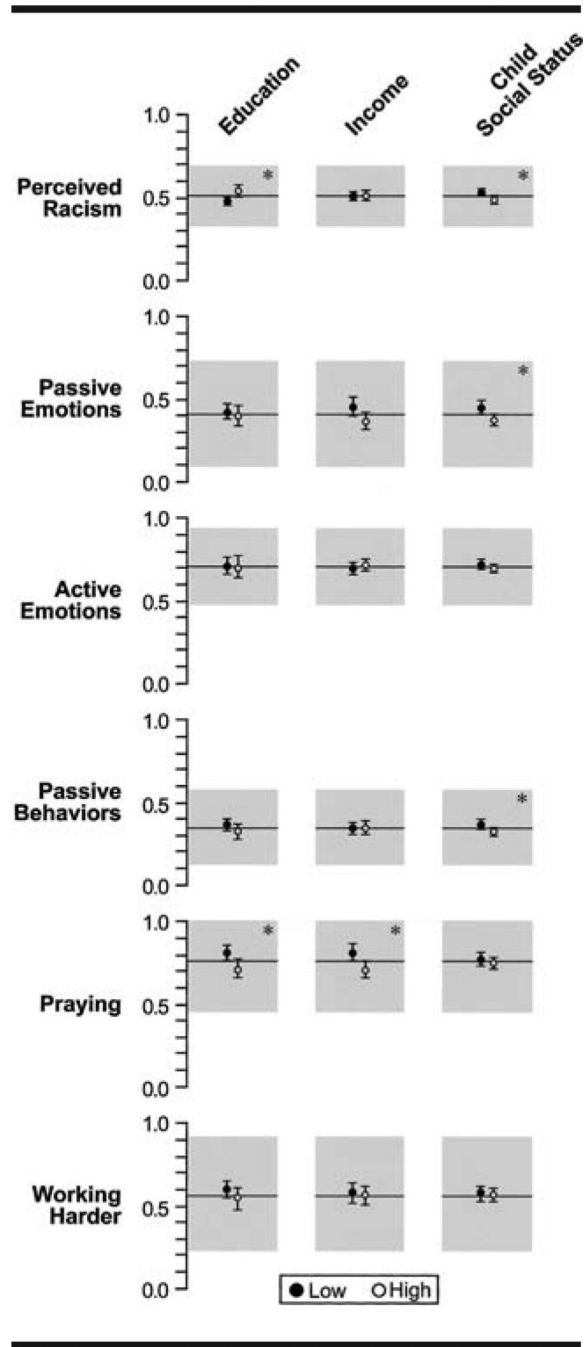 Education
Income
Child
Social Status
Perceived
Racism
1.0
0.5
0.0
*
*
Passive
Emotions
1.0
0.5
0.0
*
Active
Emotions
1.0
0.5
0.0
Passive
Behaviors
1.0
0.5
0.0
*
Praying
1.0
0.5
0.0
*
*
Working
Harder
1.0
0.5
0.0
Low High